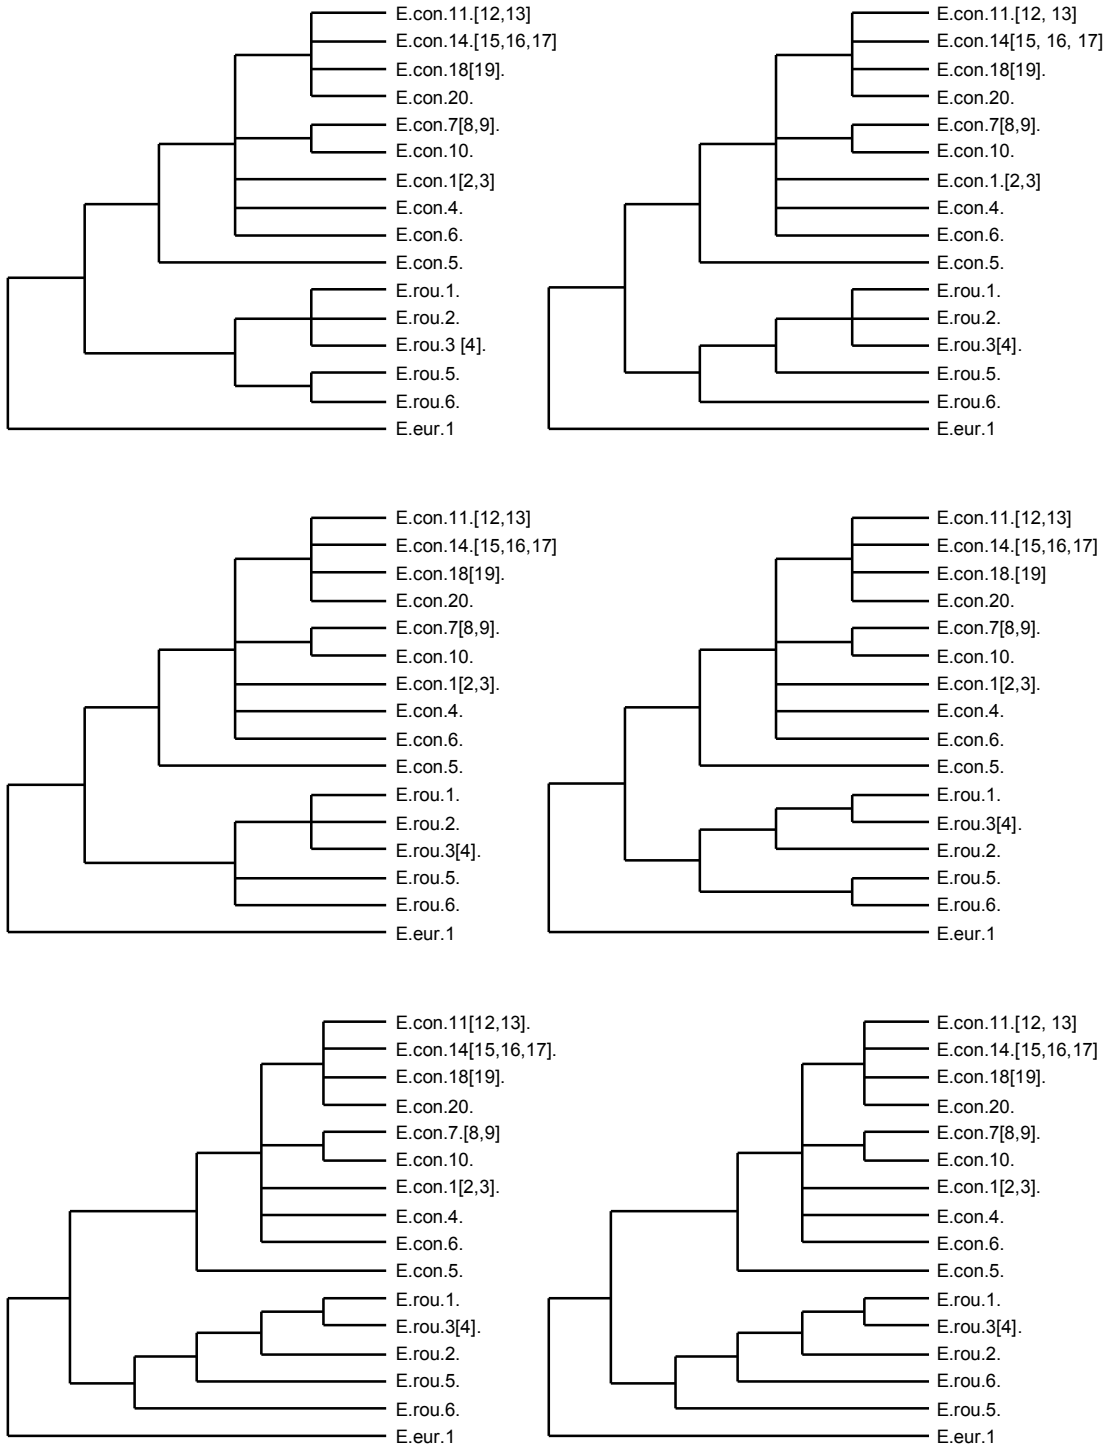 E.con.11.[12,13]
E.con.14.[15,16,17]
E.con.18[19].
E.con.20.
E.con.7[8,9].
E.con.10.
E.con.1[2,3]
E.con.4.
E.con.6.
E.con.5.
E.rou.1.
E.rou.2.
E.rou.3 [4].
E.rou.5.
E.rou.6.
E.eur.1
E.con.11.[12, 13]
E.con.14[15, 16, 17]
E.con.18[19].
E.con.20.
E.con.7[8,9].
E.con.10.
E.con.1.[2,3]
E.con.4.
E.con.6.
E.con.5.
E.rou.1.
E.rou.2.
E.rou.3[4].
E.rou.5.
E.rou.6.
E.eur.1
E.con.11.[12,13]
E.con.14.[15,16,17]
E.con.18[19].
E.con.20.
E.con.7[8,9].
E.con.10.
E.con.1[2,3].
E.con.4.
E.con.6.
E.con.5.
E.rou.1.
E.rou.2.
E.rou.3[4].
E.rou.5.
E.rou.6.
E.eur.1
E.con.11.[12,13]
E.con.14.[15,16,17]
E.con.18.[19]
E.con.20.
E.con.7[8,9].
E.con.10.
E.con.1[2,3].
E.con.4.
E.con.6.
E.con.5.
E.rou.1.
E.rou.3[4].
E.rou.2.
E.rou.5.
E.rou.6.
E.eur.1
E.con.11[12,13].
E.con.14[15,16,17].
E.con.18[19].
E.con.20.
E.con.7.[8,9]
E.con.10.
E.con.1[2,3].
E.con.4.
E.con.6.
E.con.5.
E.rou.1.
E.rou.3[4].
E.rou.2.
E.rou.5.
E.rou.6.
E.eur.1
E.con.11.[12, 13]
E.con.14.[15,16,17]
E.con.18[19].
E.con.20.
E.con.7[8,9].
E.con.10.
E.con.1[2,3].
E.con.4.
E.con.6.
E.con.5.
E.rou.1.
E.rou.3[4].
E.rou.2.
E.rou.6.
E.rou.5.
E.eur.1